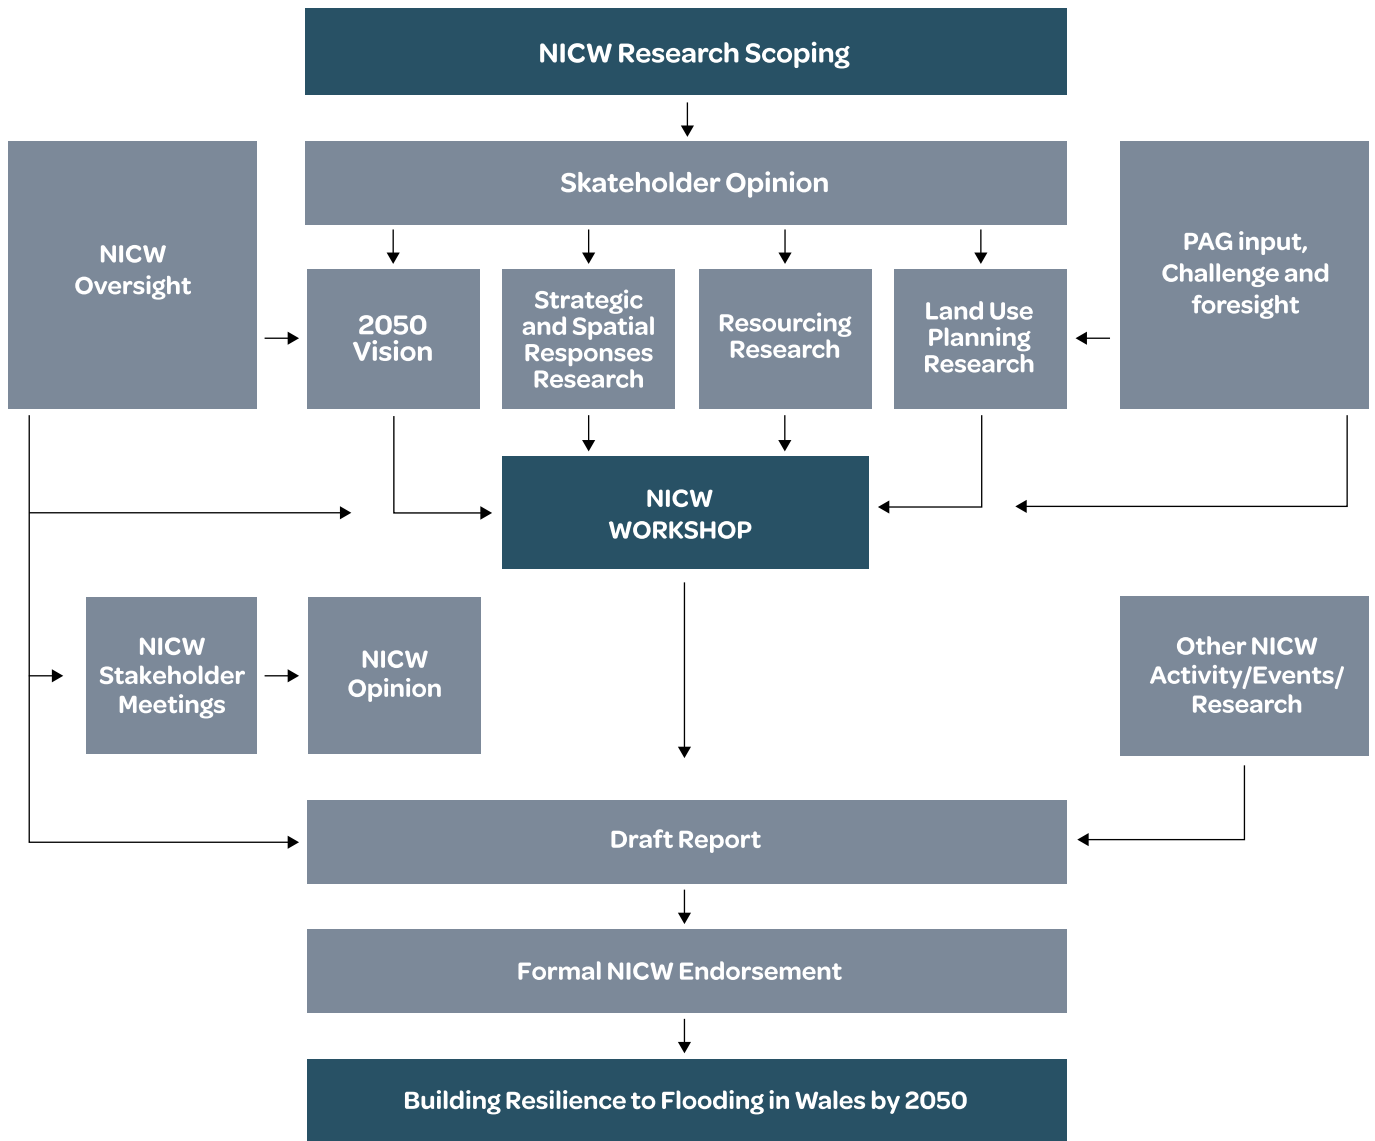 NICW Research Scoping
Skateholder Opinion
NICW
Oversight
PAG input,
Challenge and
foresight
2050
Vision
Strategic
and Spatial
Responses
Research
Resourcing
Research
Land Use
Planning
Research
NICW
WORKSHOP
NICW
Stakeholder
Meetings
NICW
Opinion
Other NICW
Activity/Events/
Research
Draft Report
Formal NICW Endorsement
Building Resilience to Flooding in Wales by 2050